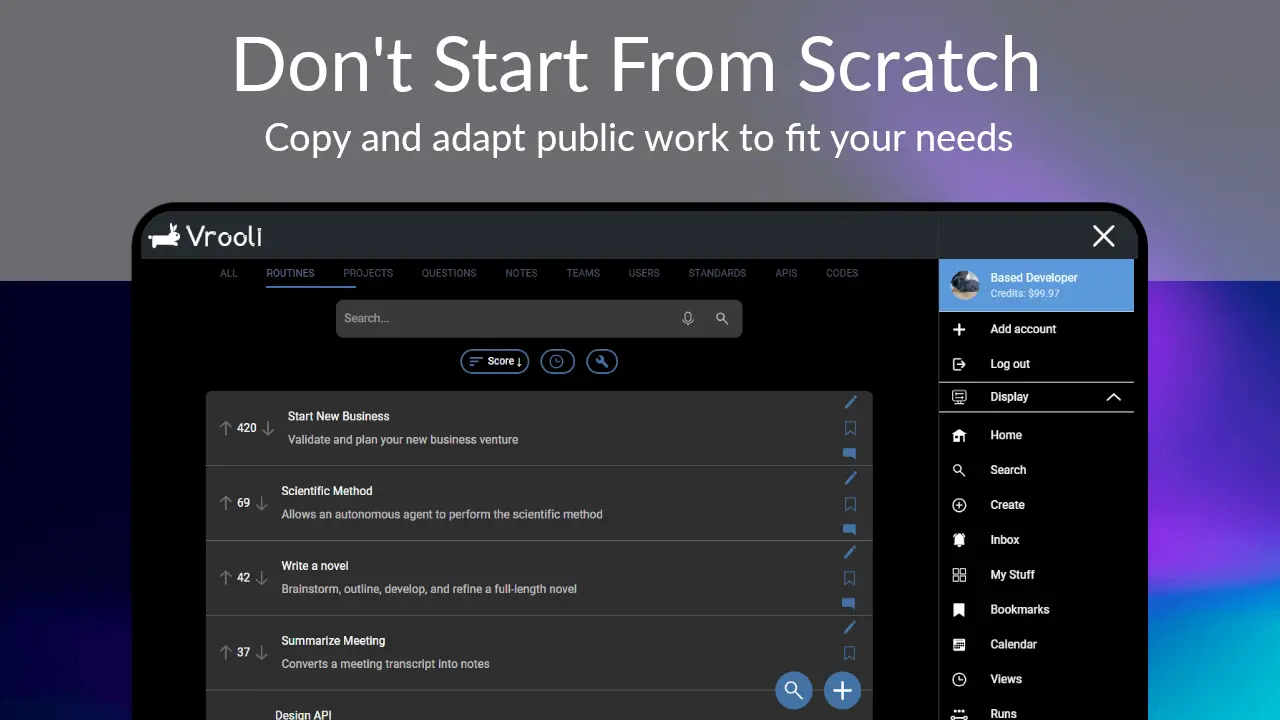 Don't Start From Scratch
Copy and adapt public work to fit your needs
Vrooli
ALL ROUTINES PROJECTS QUESTIONS NOTES TEAMS USERS STANDARDS APIS CODES
Search...
Score
420
Start New Business
Validate and plan your new business venture
69
Scientific Method
Allows an autonomous agent to perform the scientific method
42
Write a novel
Brainstorm, outline, develop, and refine a full-length novel
37
Summarize Meeting
Converts a meeting transcript into notes
Design API
Based Developer
Credits: $99.97
Add account
Log out
Display
Home
Search
Create
Inbox
My Stuff
Bookmarks
Calendar
Views
Runs